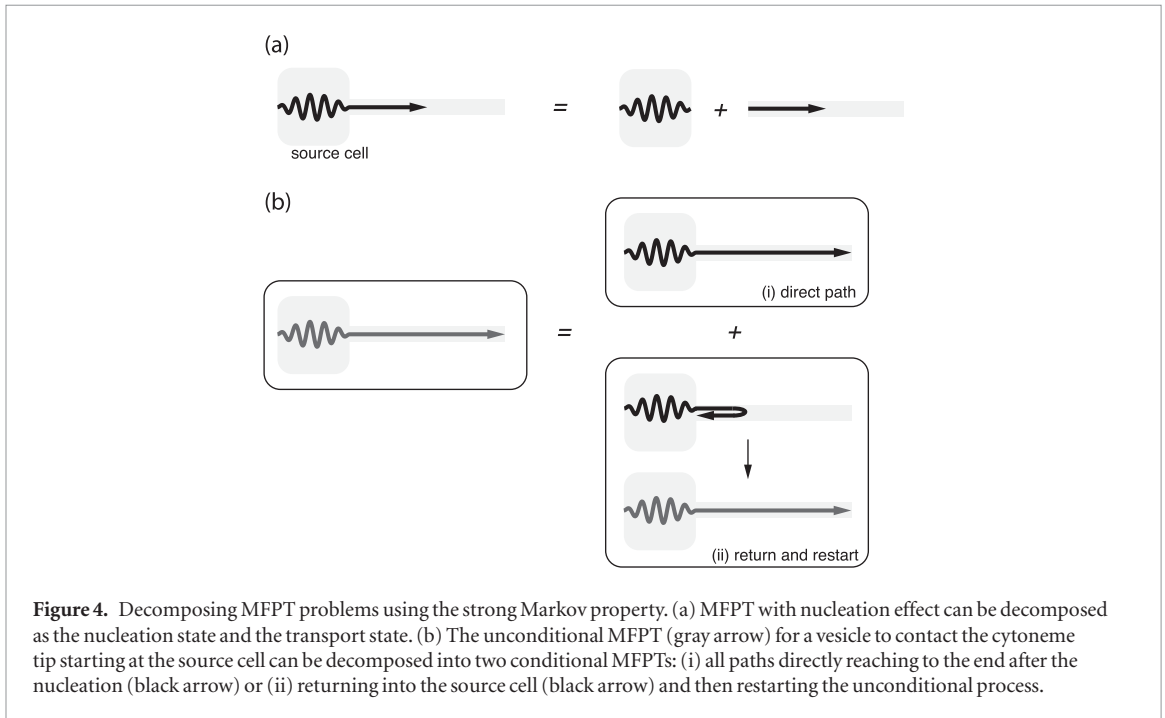 (a)
= +
source cell
(b)
(i) direct path
= +
(ii) return and restart
Figure 4. Decomposing MFPT problems using the strong Markov property. (a) MFPT with nucleation effect can be decomposed
as the nucleation state and the transport state. (b) The unconditional MFPT (gray arrow) for a vesicle to contact the cytoneme
tip starting at the source cell can be decomposed into two conditional MFPTs: (i) all paths directly reaching to the end after the
nucleation (black arrow) or (ii) returning into the source cell (black arrow) and then restarting the unconditional process.